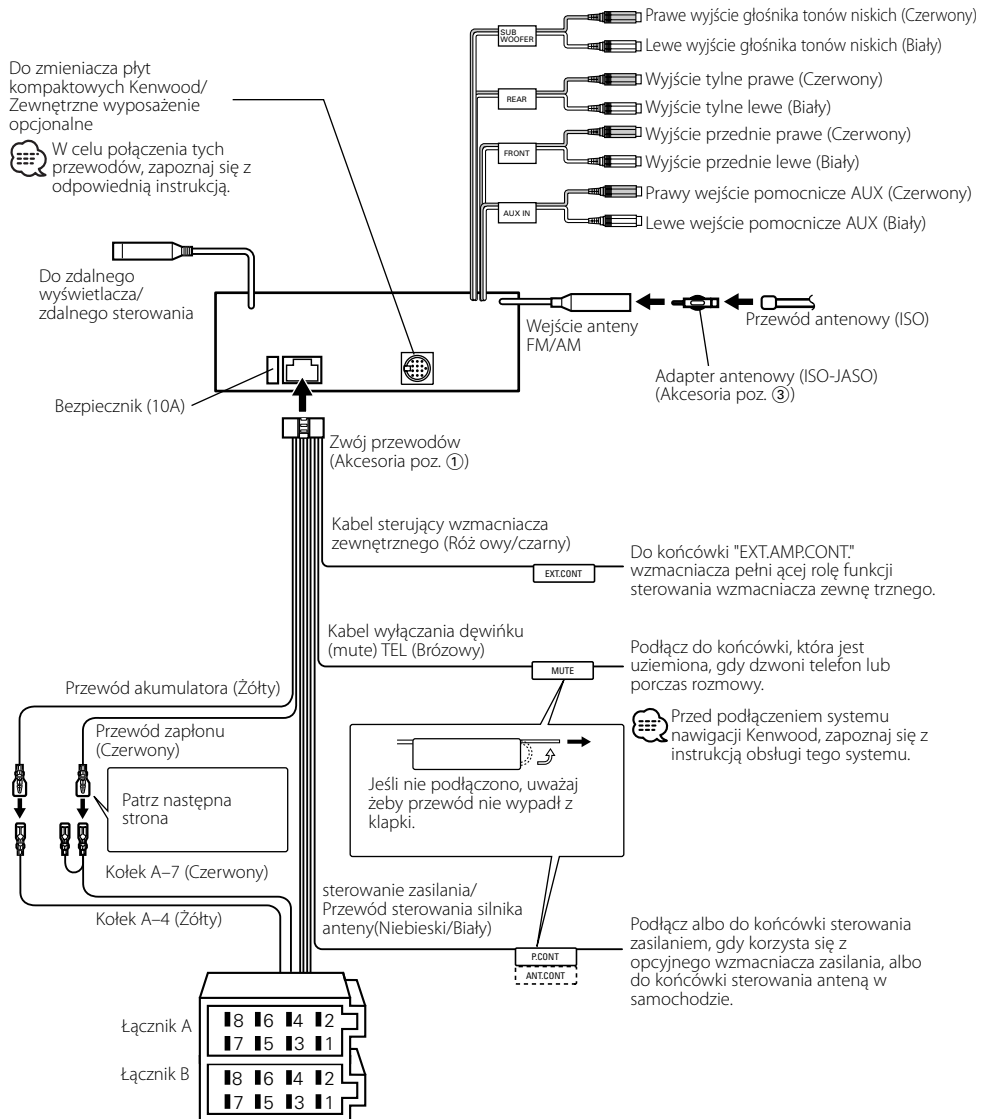 SUB
WOOFER
Prawe wyjście głośnika tonów niskich (Czerwony)
Lewe wyjście głośnika tonów niskich (Biały)
REAR
Wyjście tylne prawe (Czerwony)
Wyjście tylne lewe (Biały)
FRONT
Wyjście przednie prawe (Czerwony)
Wyjście przednie lewe (Biały)
AUX IN
Prawy wejście pomocnicze AUX (Czerwony)
Lewe wejście pomocnicze AUX (Biały)
Do zmieniacza płyt
kompaktowych Kenwood/
Zewnętrzne wyposażenie
opcjonalne
W celu połączenia tych
przewodów, zapoznaj się z
odpowiednią instrukcją.
Do zdalnego
wyświetlacza/
zdalnego sterowania
Wejście anteny
FM/AM
Przewód antenowy (ISO)
Adapter antenowy (ISO-JASO)
(Akcesoria poz. ③)
Bezpiecznik (10A)
Zwój przewodów
(Akcesoria poz. ①)
Kabel sterujący wzmacniacza
zewnętrznego (Róż owy/czarny)
EXT.CONT
Do końcówki "EXT.AMP.CONT."
wzmacniacza pełni ącej rolę funkcji
sterowania wzmacniacza zewnę trznego.
Kabel wyłączania dęwińku
(mute) TEL (Brózowy)
MUTE
Podłącz do końcówki, która jest
uziemiona, gdy dzwoni telefon lub
porczas rozmowy.
Przed podłączeniem systemu
nawigacji Kenwood, zapoznaj się z
instrukcją obsługi tego systemu.
Przewód akumulatora (Żółty)
Przewód zapłonu
(Czerwony)
Patrz następna
strona
Jeśli nie podłączono, uważaj
żeby przewód nie wypadł z
klapki.
Kołek A–7 (Czerwony)
Kołek A–4 (Żółty)
sterowanie zasilania/
Przewód sterowania silnika
anteny(Niebieski/Biały)
P.CONT
ANT.CONT
Podłącz albo do końcówki sterowania
zasilaniem, gdy korzysta się z
opcyjnego wzmacniacza zasilania, albo
do końcówki sterowania anteną w
samochodzie.
Łącznik A
8 6 4 2
7 5 3 1
Łącznik B
8 6 4 2
7 5 3 1